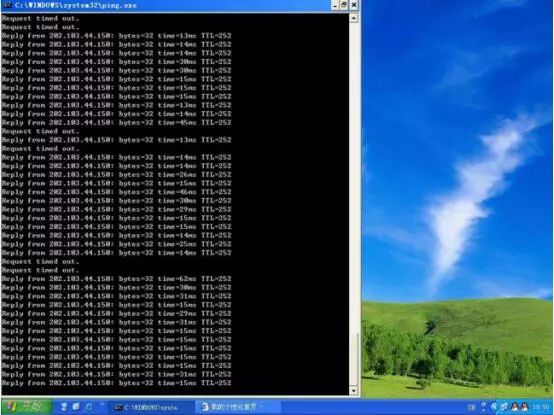 C:\WINDOWS\system32\ping.exe
Request timed out.
Request timed out.
Reply from 202.103.44.150: bytes=32 time=13ms TTL=252
Reply from 202.103.44.150: bytes=32 time=14ms TTL=252
Reply from 202.103.44.150: bytes=32 time=30ms TTL=252
Reply from 202.103.44.150: bytes=32 time=30ms TTL=252
Reply from 202.103.44.150: bytes=32 time=15ms TTL=252
Reply from 202.103.44.150: bytes=32 time=15ms TTL=252
Reply from 202.103.44.150: bytes=32 time=15ms TTL=252
Reply from 202.103.44.150: bytes=32 time=13ms TTL=252
Reply from 202.103.44.150: bytes=32 time=14ms TTL=252
Reply from 202.103.44.150: bytes=32 time=45ms TTL=252
Request timed out.
Reply from 202.103.44.150: bytes=32 time=13ms TTL=252
Request timed out.
Reply from 202.103.44.150: bytes=32 time=14ms TTL=252
Reply from 202.103.44.150: bytes=32 time=14ms TTL=252
Reply from 202.103.44.150: bytes=32 time=26ms TTL=252
Reply from 202.103.44.150: bytes=32 time=15ms TTL=252
Reply from 202.103.44.150: bytes=32 time=46ms TTL=252
Reply from 202.103.44.150: bytes=32 time=30ms TTL=252
Reply from 202.103.44.150: bytes=32 time=29ms TTL=252
Reply from 202.103.44.150: bytes=32 time=15ms TTL=252
Reply from 202.103.44.150: bytes=32 time=15ms TTL=252
Reply from 202.103.44.150: bytes=32 time=14ms TTL=252
Reply from 202.103.44.150: bytes=32 time=25ms TTL=252
Reply from 202.103.44.150: bytes=32 time=14ms TTL=252
Request timed out.
Request timed out.
Reply from 202.103.44.150: bytes=32 time=62ms TTL=252
Reply from 202.103.44.150: bytes=32 time=30ms TTL=252
Reply from 202.103.44.150: bytes=32 time=31ms TTL=252
Reply from 202.103.44.150: bytes=32 time=15ms TTL=252
Reply from 202.103.44.150: bytes=32 time=29ms TTL=252
Reply from 202.103.44.150: bytes=32 time=31ms TTL=252
Reply from 202.103.44.150: bytes=32 time=15ms TTL=252
Reply from 202.103.44.150: bytes=32 time=15ms TTL=252
Reply from 202.103.44.150: bytes=32 time=15ms TTL=252
Reply from 202.103.44.150: bytes=32 time=15ms TTL=252
Reply from 202.103.44.150: bytes=32 time=15ms TTL=252
Reply from 202.103.44.150: bytes=32 time=31ms TTL=252
Reply from 202.103.44.150: bytes=32 time=15ms TTL=252
开始 C:\WINDOWS\syste... 我的个性化首页 -